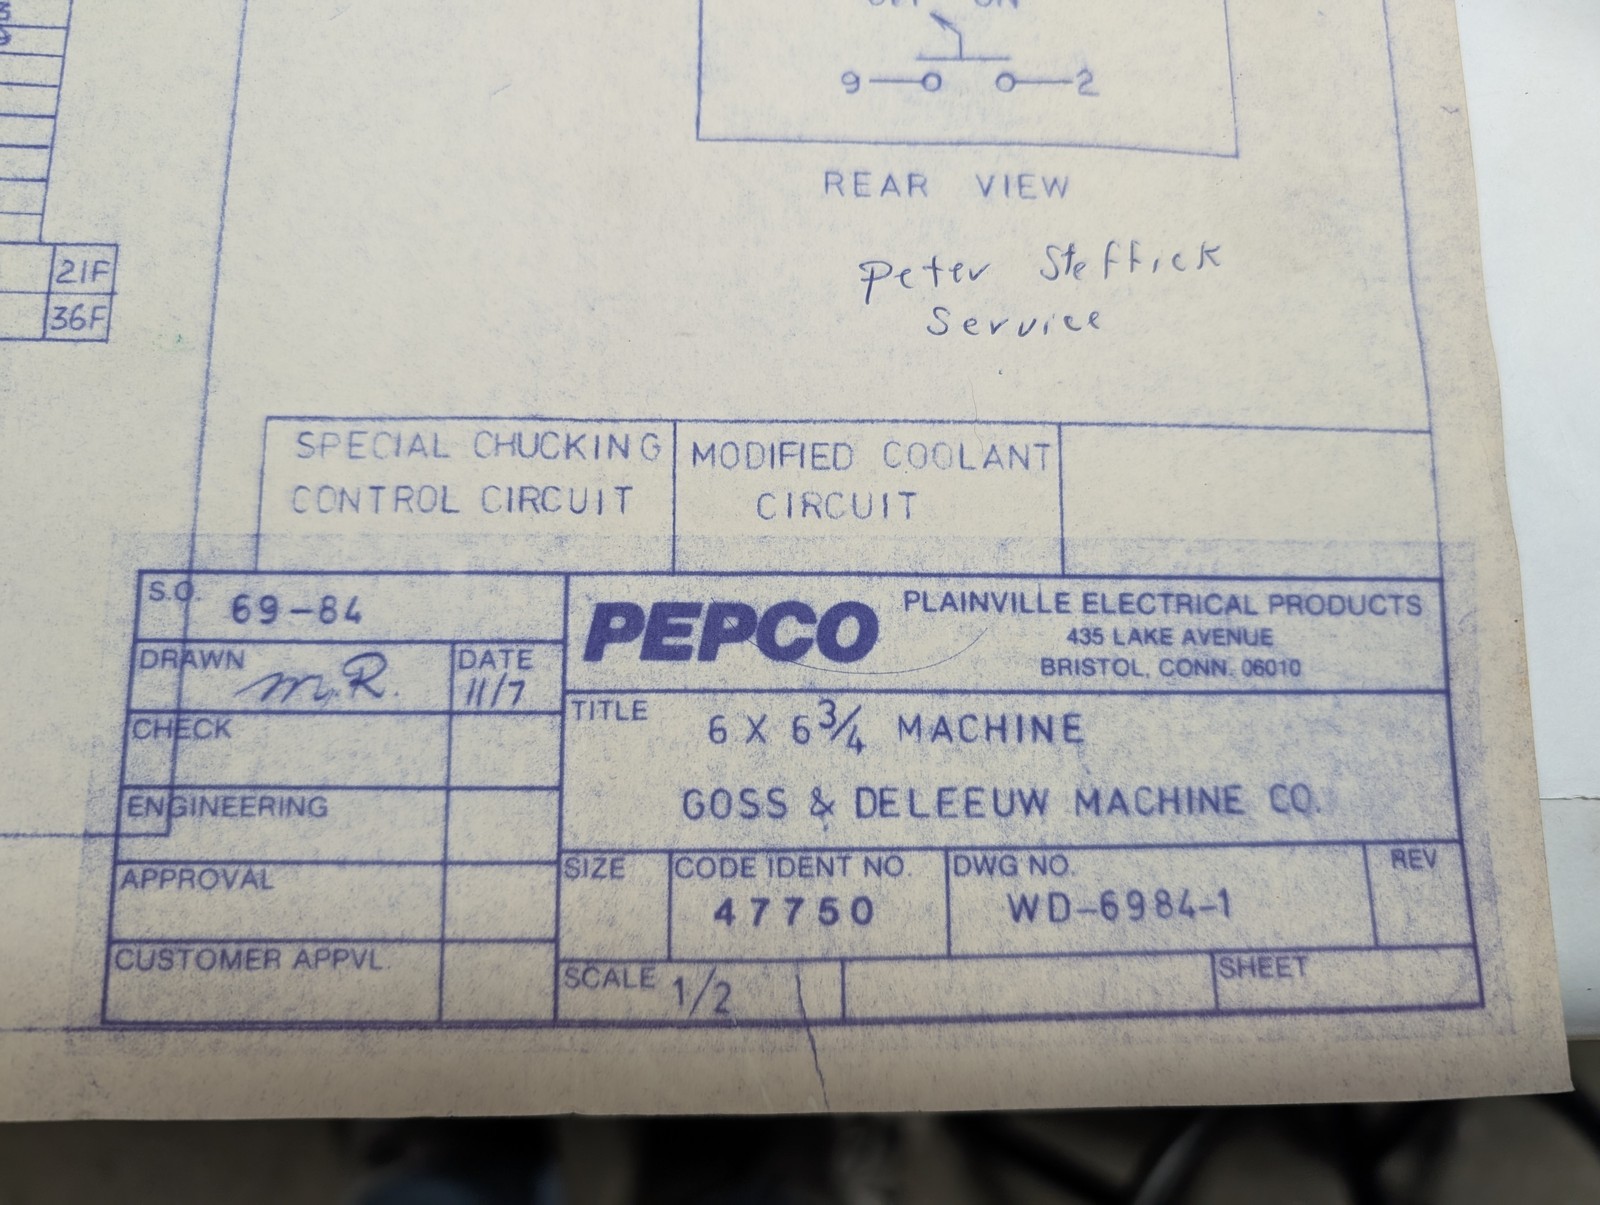 OFF ON
9 2
REAR VIEW
Peter Steffick
Service
21F
36F
SPECIAL CHUCKING
CONTROL CIRCUIT
MODIFIED COOLANT
CIRCUIT
S.O. 69-84
DRAWN M.R.
DATE 11/7
CHECK
ENGINEERING
APPROVAL
CUSTOMER APPVL.
PEPCO
PLAINVILLE ELECTRICAL PRODUCTS
435 LAKE AVENUE
BRISTOL, CONN. 06010
TITLE 6 X 6 3/4 MACHINE
GOSS & DELEEUW MACHINE CO.
SIZE
CODE IDENT NO.
47750
DWG NO.
WD-6984-1
REV
SCALE 1/2
SHEET